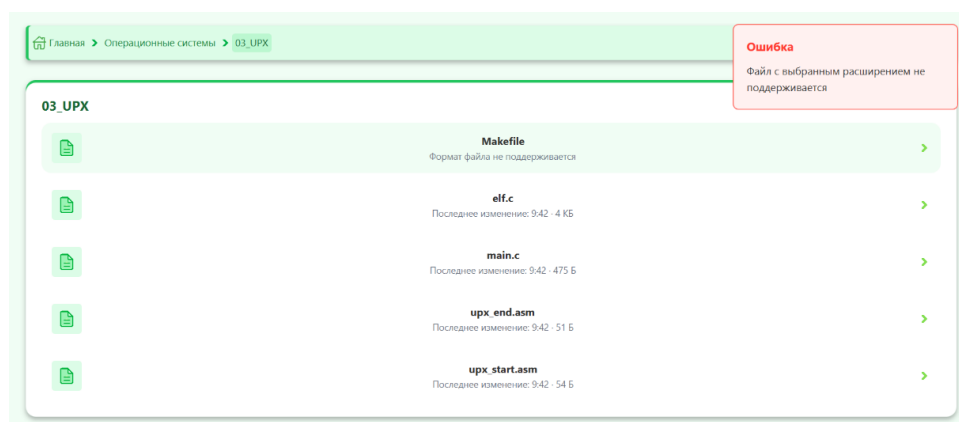 Главная > Операционные системы > 03_UPX
Ошибка
Файл с выбранным расширением не
поддерживается
03_UPX
Makefile
Формат файла не поддерживается
elf.c
Последнее изменение: 9:42 · 4 КБ
main.c
Последнее изменение: 9:42 · 475 Б
upx_end.asm
Последнее изменение: 9:42 · 51 Б
upx_start.asm
Последнее изменение: 9:42 · 54 Б